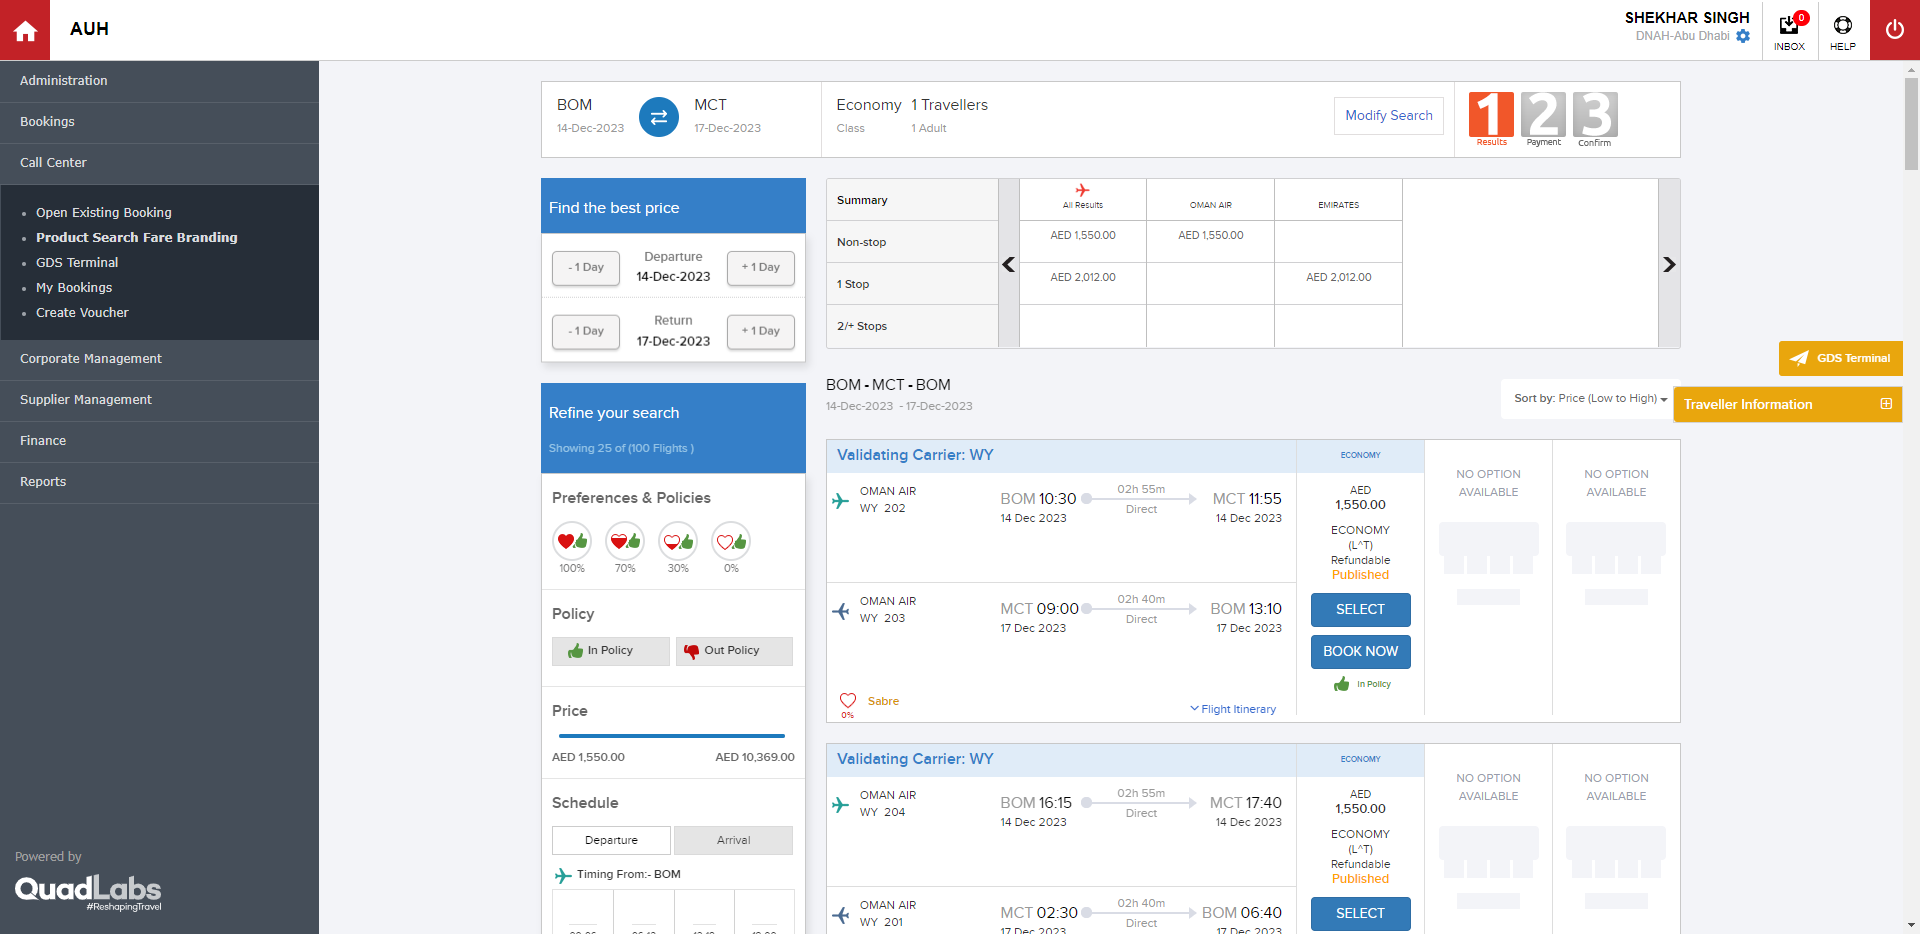 AUH
SHEKHAR SINGH
DNAH-Abu Dhabi
0
INBOX
HELP
Administration
Bookings
Call Center
Open Existing Booking
Product Search Fare Branding
GDS Terminal
My Bookings
Create Voucher
Corporate Management
Supplier Management
Finance
Reports
Powered by
QuadLabs
#ReshapingTravel
BOM
14-Dec-2023
MCT
17-Dec-2023
Economy
Class
1 Travellers
1 Adult
Modify Search
1
Results
2
Payment
3
Confirm
Find the best price
- 1 Day
Departure
14-Dec-2023
+ 1 Day
- 1 Day
Return
17-Dec-2023
+ 1 Day
Summary
All Results
OMAN AIR
EMIRATES
Non-stop
AED 1,550.00
AED 1,550.00
1 Stop
AED 2,012.00
AED 2,012.00
2/+ Stops
GDS Terminal
Traveller Information
Refine your search
Showing 25 of (100 Flights )
Preferences & Policies
100%
70%
30%
0%
Policy
In Policy
Out Policy
Price
AED 1,550.00
AED 10,369.00
Schedule
Departure
Arrival
Timing From:- BOM
BOM - MCT - BOM
14-Dec-2023 - 17-Dec-2023
Sort by: Price (Low to High)
Validating Carrier: WY
ECONOMY
OMAN AIR
WY 202
BOM 10:30
14 Dec 2023
02h 55m
Direct
MCT 11:55
14 Dec 2023
OMAN AIR
WY 203
MCT 09:00
17 Dec 2023
02h 40m
Direct
BOM 13:10
17 Dec 2023
0%
Sabre
Flight Itinerary
AED
1,550.00
ECONOMY
(L^T)
Refundable
Published
SELECT
BOOK NOW
In Policy
NO OPTION
AVAILABLE
NO OPTION
AVAILABLE
Validating Carrier: WY
ECONOMY
OMAN AIR
WY 204
BOM 16:15
14 Dec 2023
02h 55m
Direct
MCT 17:40
14 Dec 2023
OMAN AIR
WY 201
MCT 02:30
17 Dec 2023
02h 40m
Direct
BOM 06:40
17 Dec 2023
AED
1,550.00
ECONOMY
(L^T)
Refundable
Published
SELECT
NO OPTION
AVAILABLE
NO OPTION
AVAILABLE